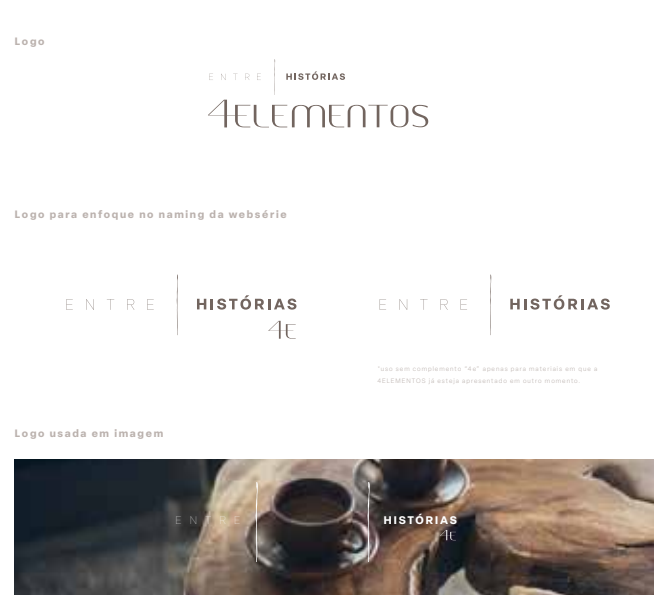 Logo
ENTRE HISTÓRIAS
4ELEMENTOS
Logo para enfoque no naming da websérie
ENTRE HISTÓRIAS
4E
ENTRE HISTÓRIAS
*uso sem complemento "4e" apenas para materiais em que a
4ELEMENTOS já esteja apresentado em outro momento.
Logo usada em imagem
ENTRE HISTÓRIAS
4E